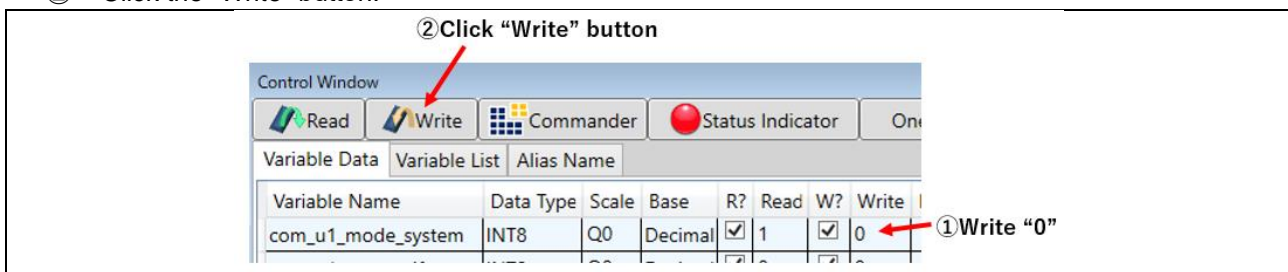 ②Click “Write” button
Control Window
Read Write Commander Status Indicator
Variable Data Variable List Alias Name
Variable Name Data Type Scale Base R? Read W? Write
com_u1_mode_system INT8 Q0 Decimal 1 0
①Write “0”